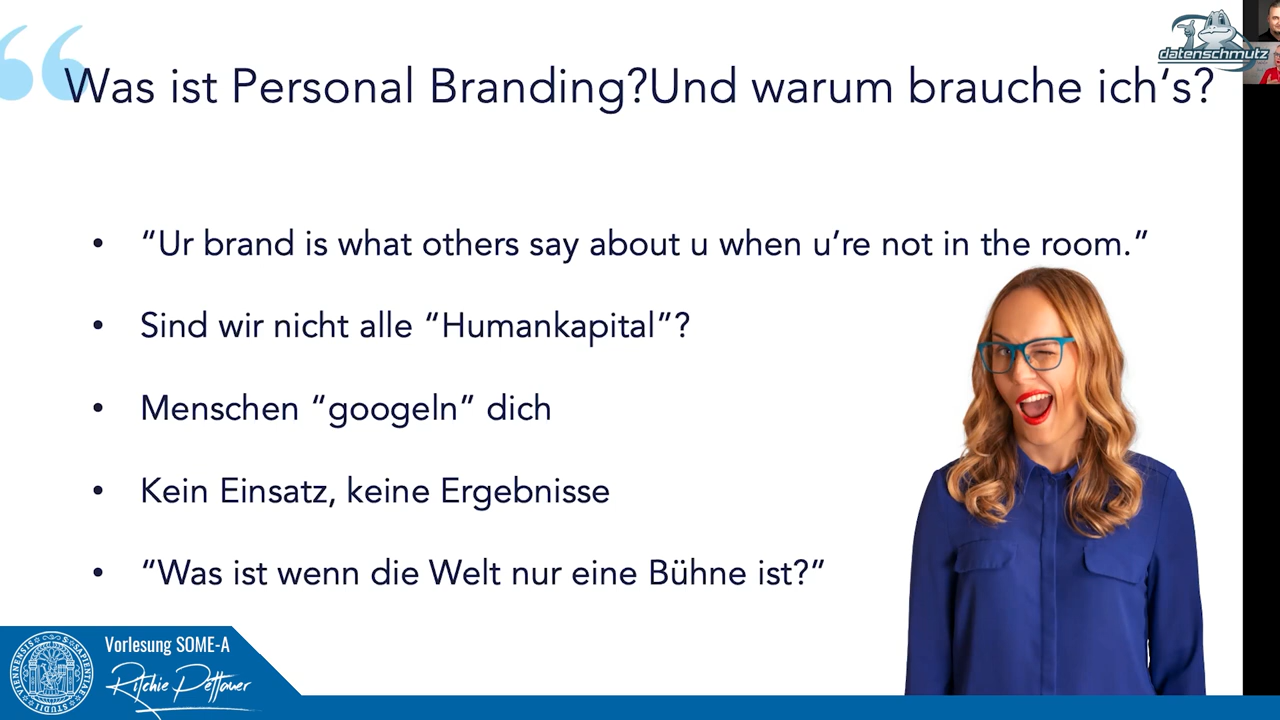 datenschmutz
Was ist Personal Branding?Und warum brauche ich‘s?
• “Ur brand is what others say about u when u’re not in the room.”
• Sind wir nicht alle “Humankapital”?
• Menschen “googeln” dich
• Kein Einsatz, keine Ergebnisse
• “Was ist wenn die Welt nur eine Bühne ist?”
Vorlesung SOME-A
Ritchie Pettauer